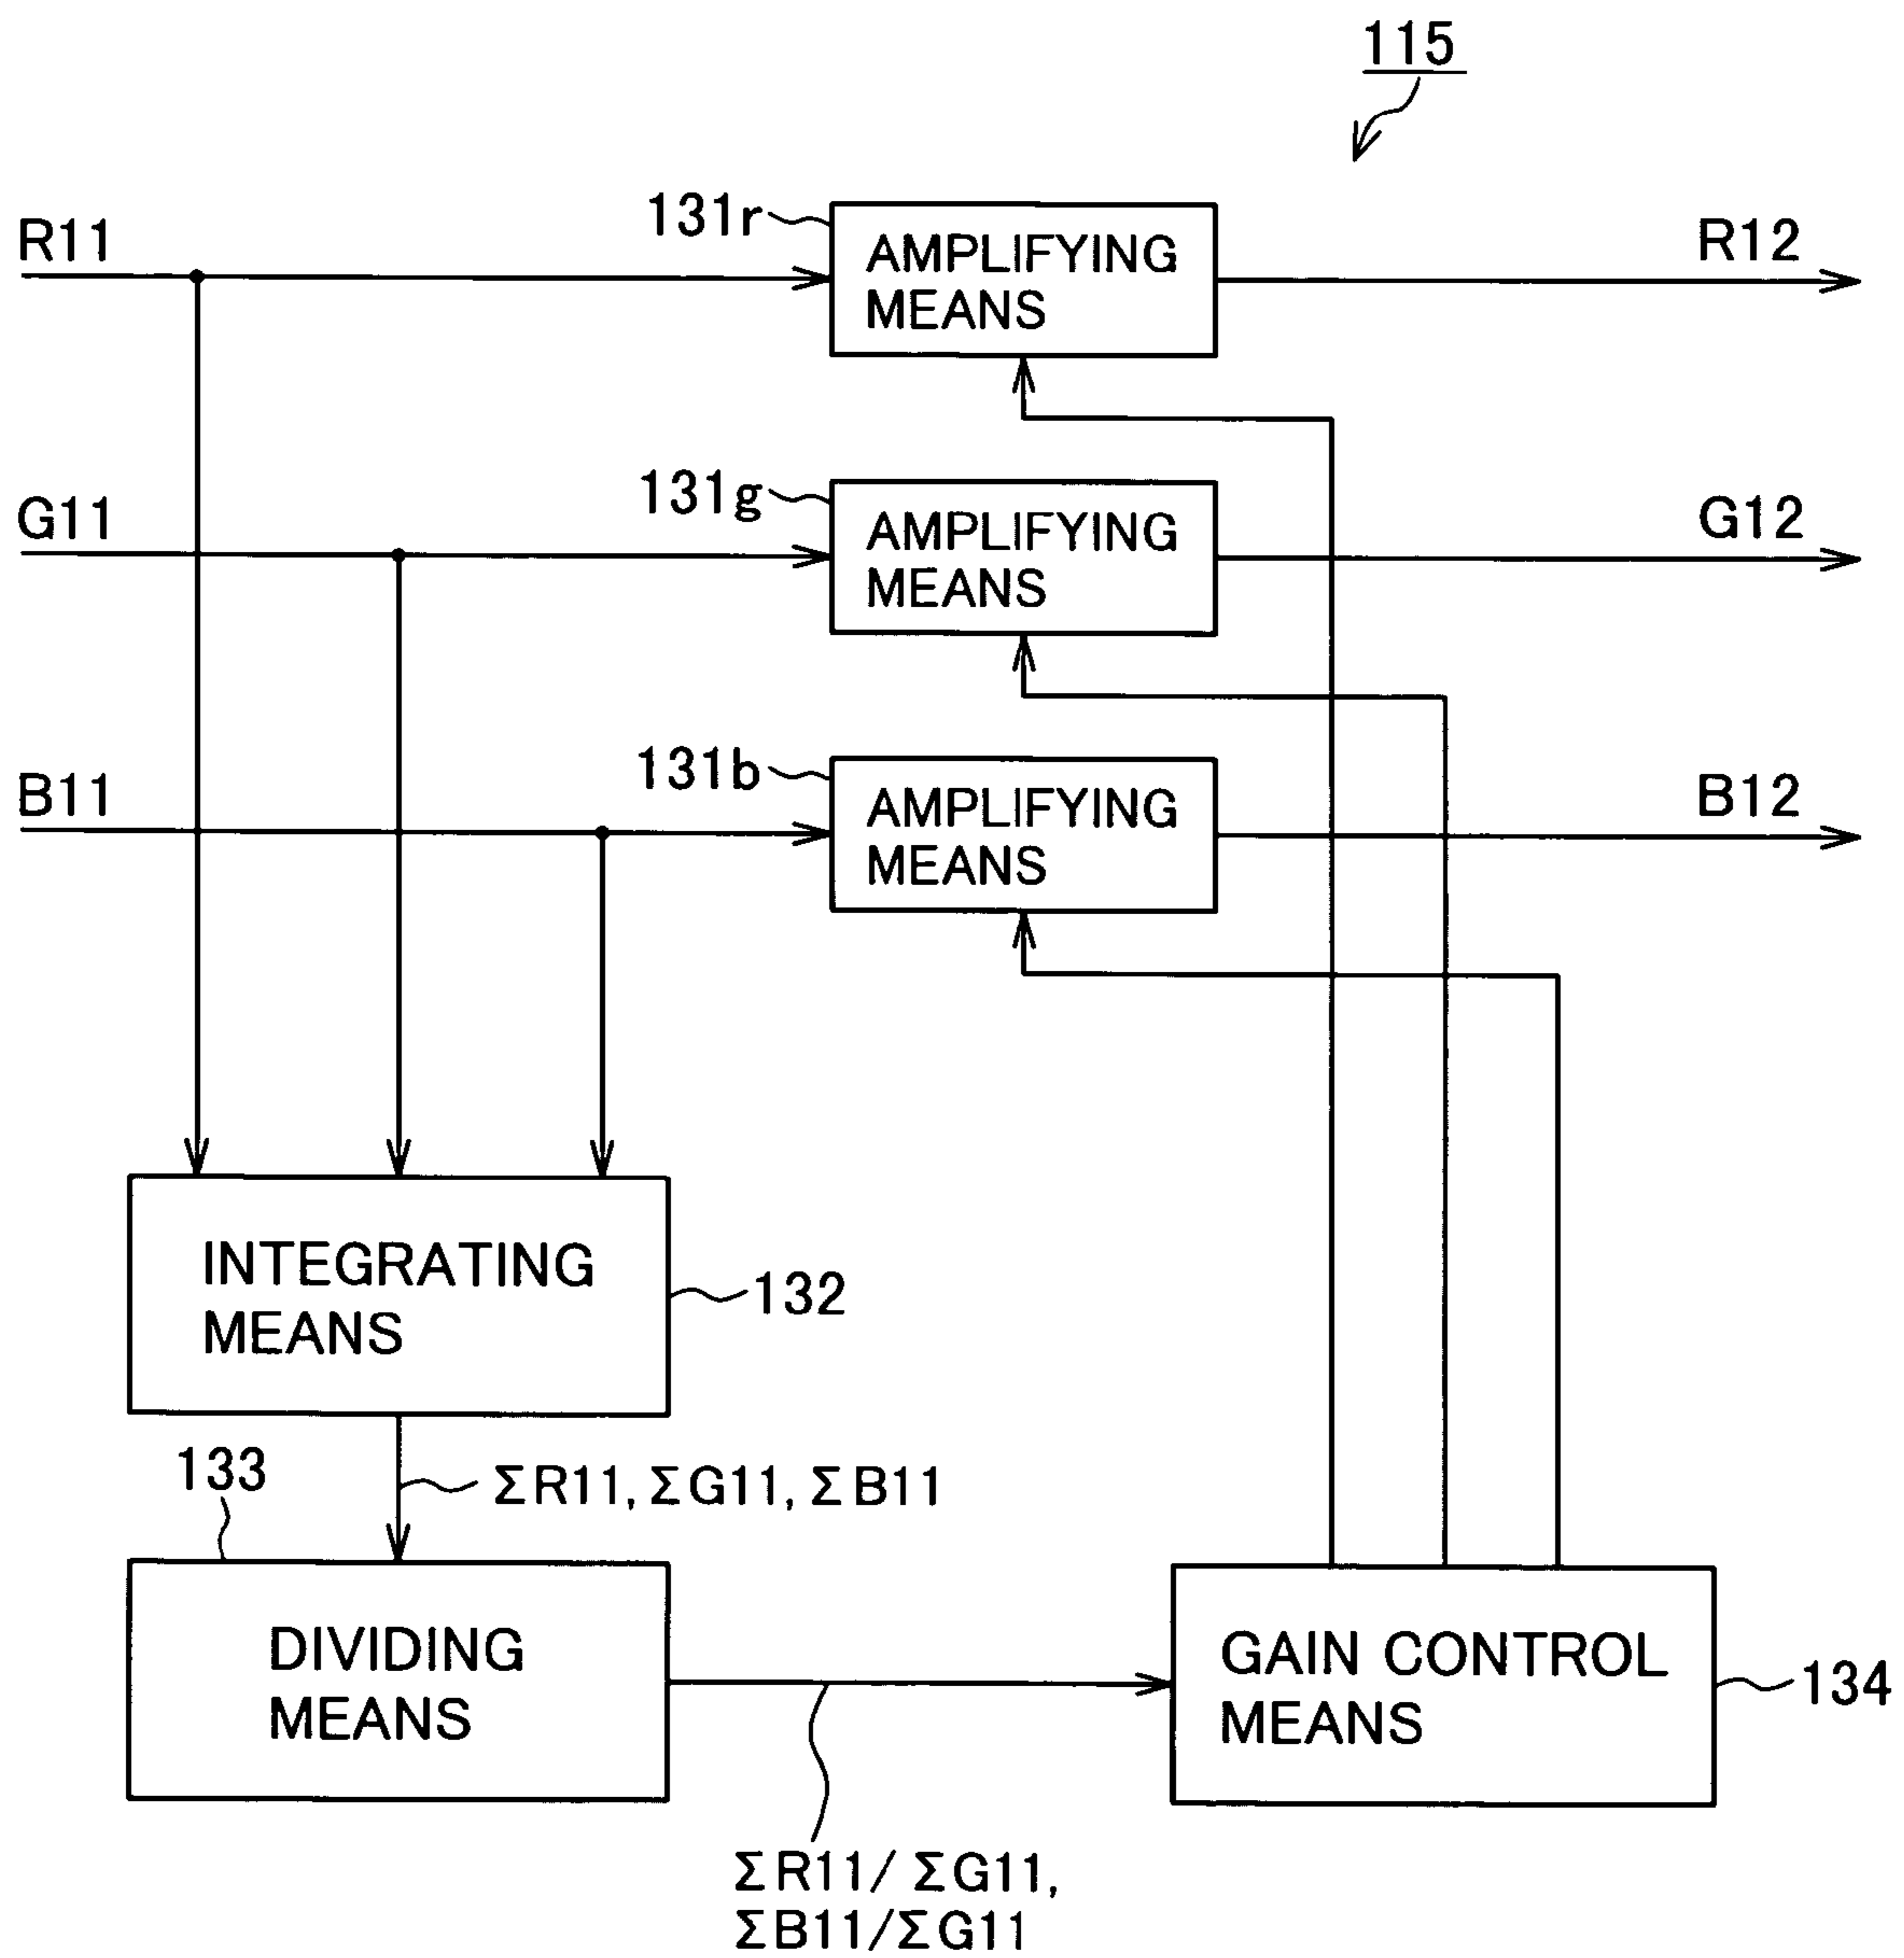 115
131r
R11
AMPLIFYING
MEANS
R12
131g
G11
AMPLIFYING
MEANS
G12
131b
B11
AMPLIFYING
MEANS
B12
INTEGRATING
MEANS
132
133
ΣR11, ΣG11, ΣB11
DIVIDING
MEANS
GAIN CONTROL
MEANS
134
ΣR11/ ΣG11,
ΣB11/ΣG11